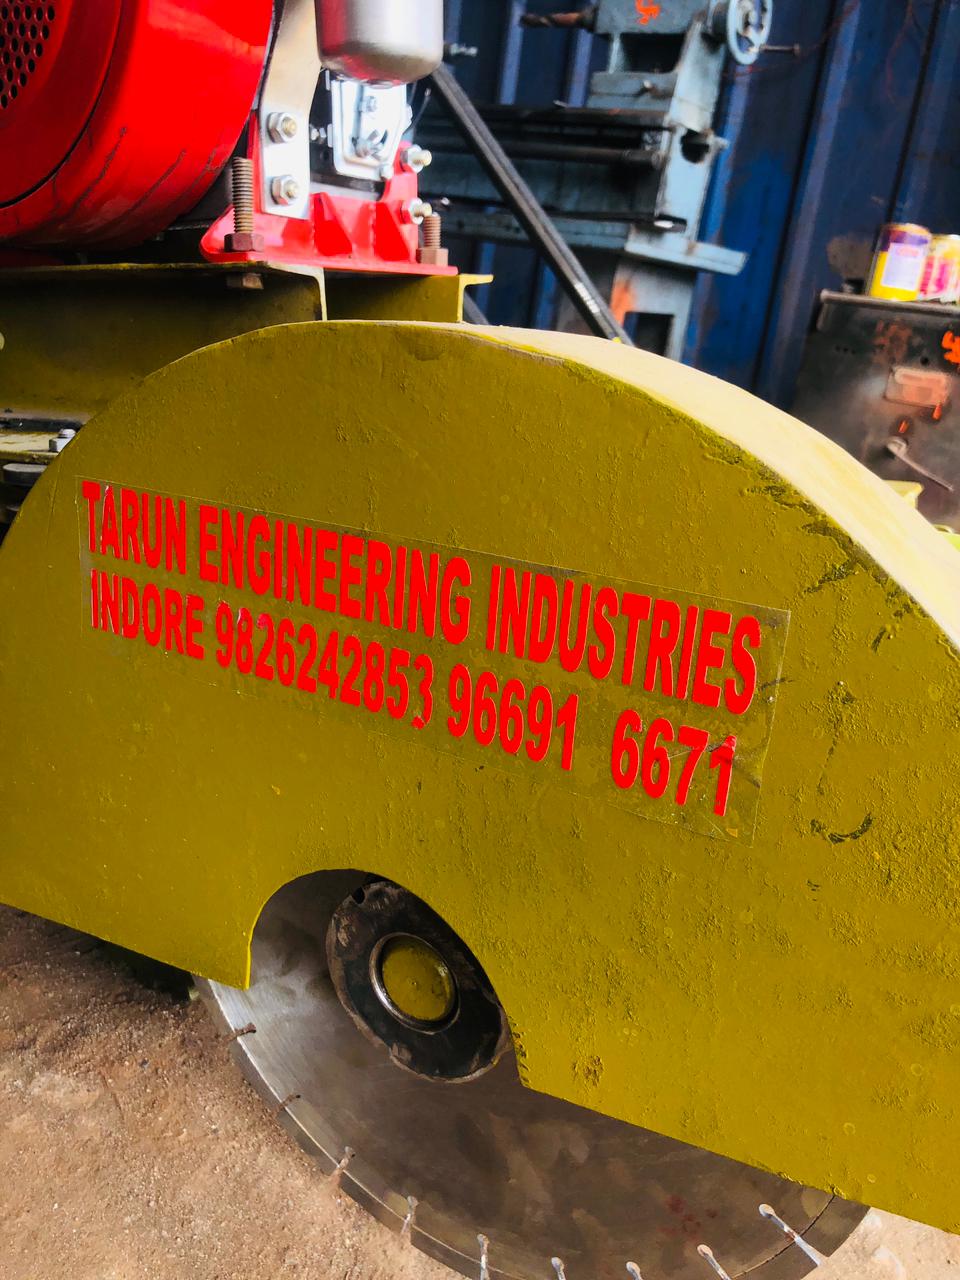 TARUN ENGINEERING INDUSTRIES
INDORE 9826242853 96691 6671